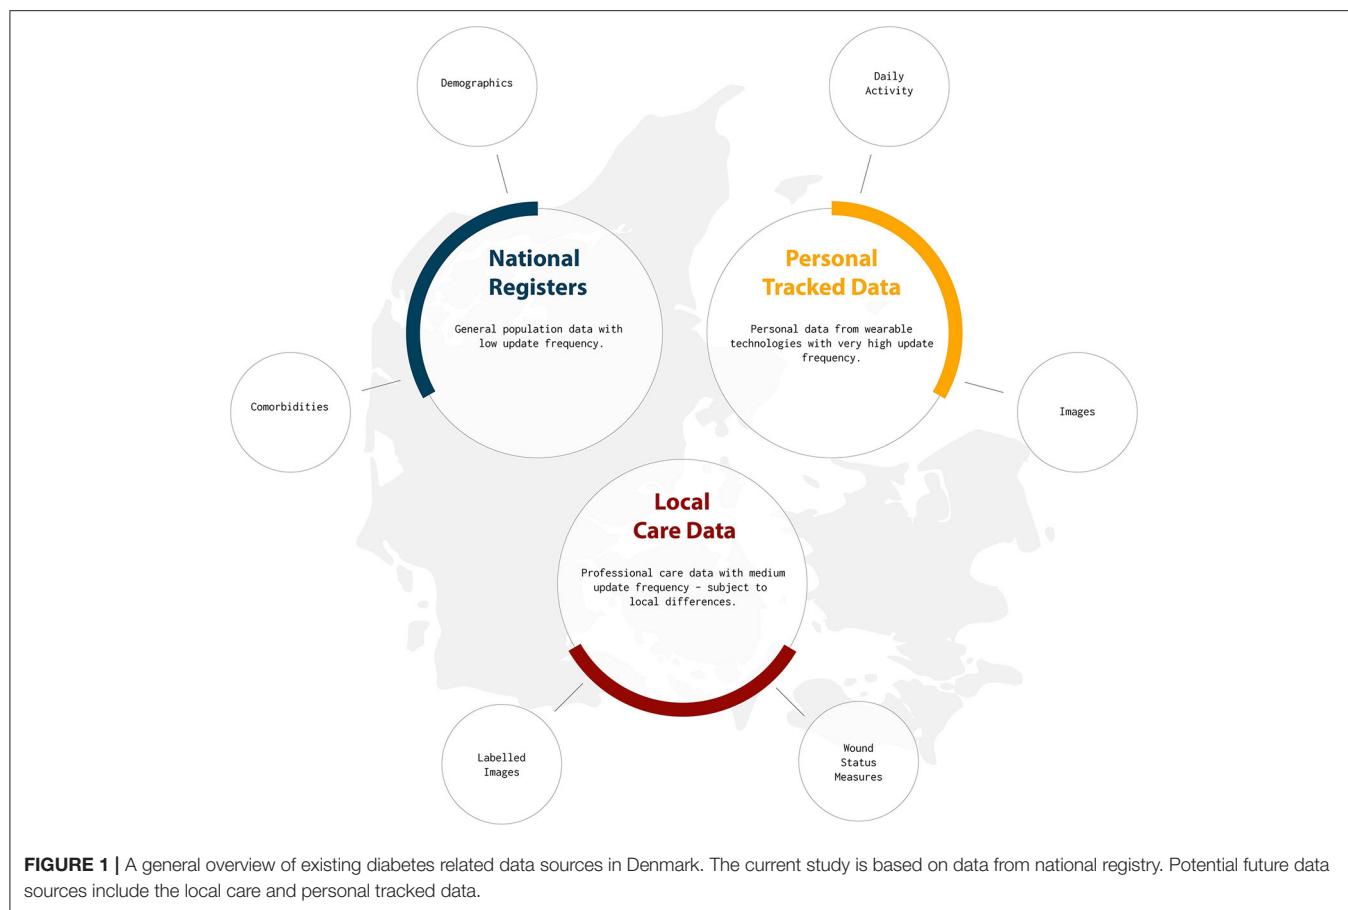 Demographics
Daily
Activity
National
Registers
General population data with
low update frequency.
Personal
Tracked Data
Personal data from wearable
technologies with very high update
frequency.
Comorbidities
Images
Local
Care Data
Professional care data with medium
update frequency – subject to
local differences.
Labelled
Images
Wound
Status
Measures
FIGURE 1 | A general overview of existing diabetes related data sources in Denmark. The current study is based on data from national registry. Potential future data
sources include the local care and personal tracked data.